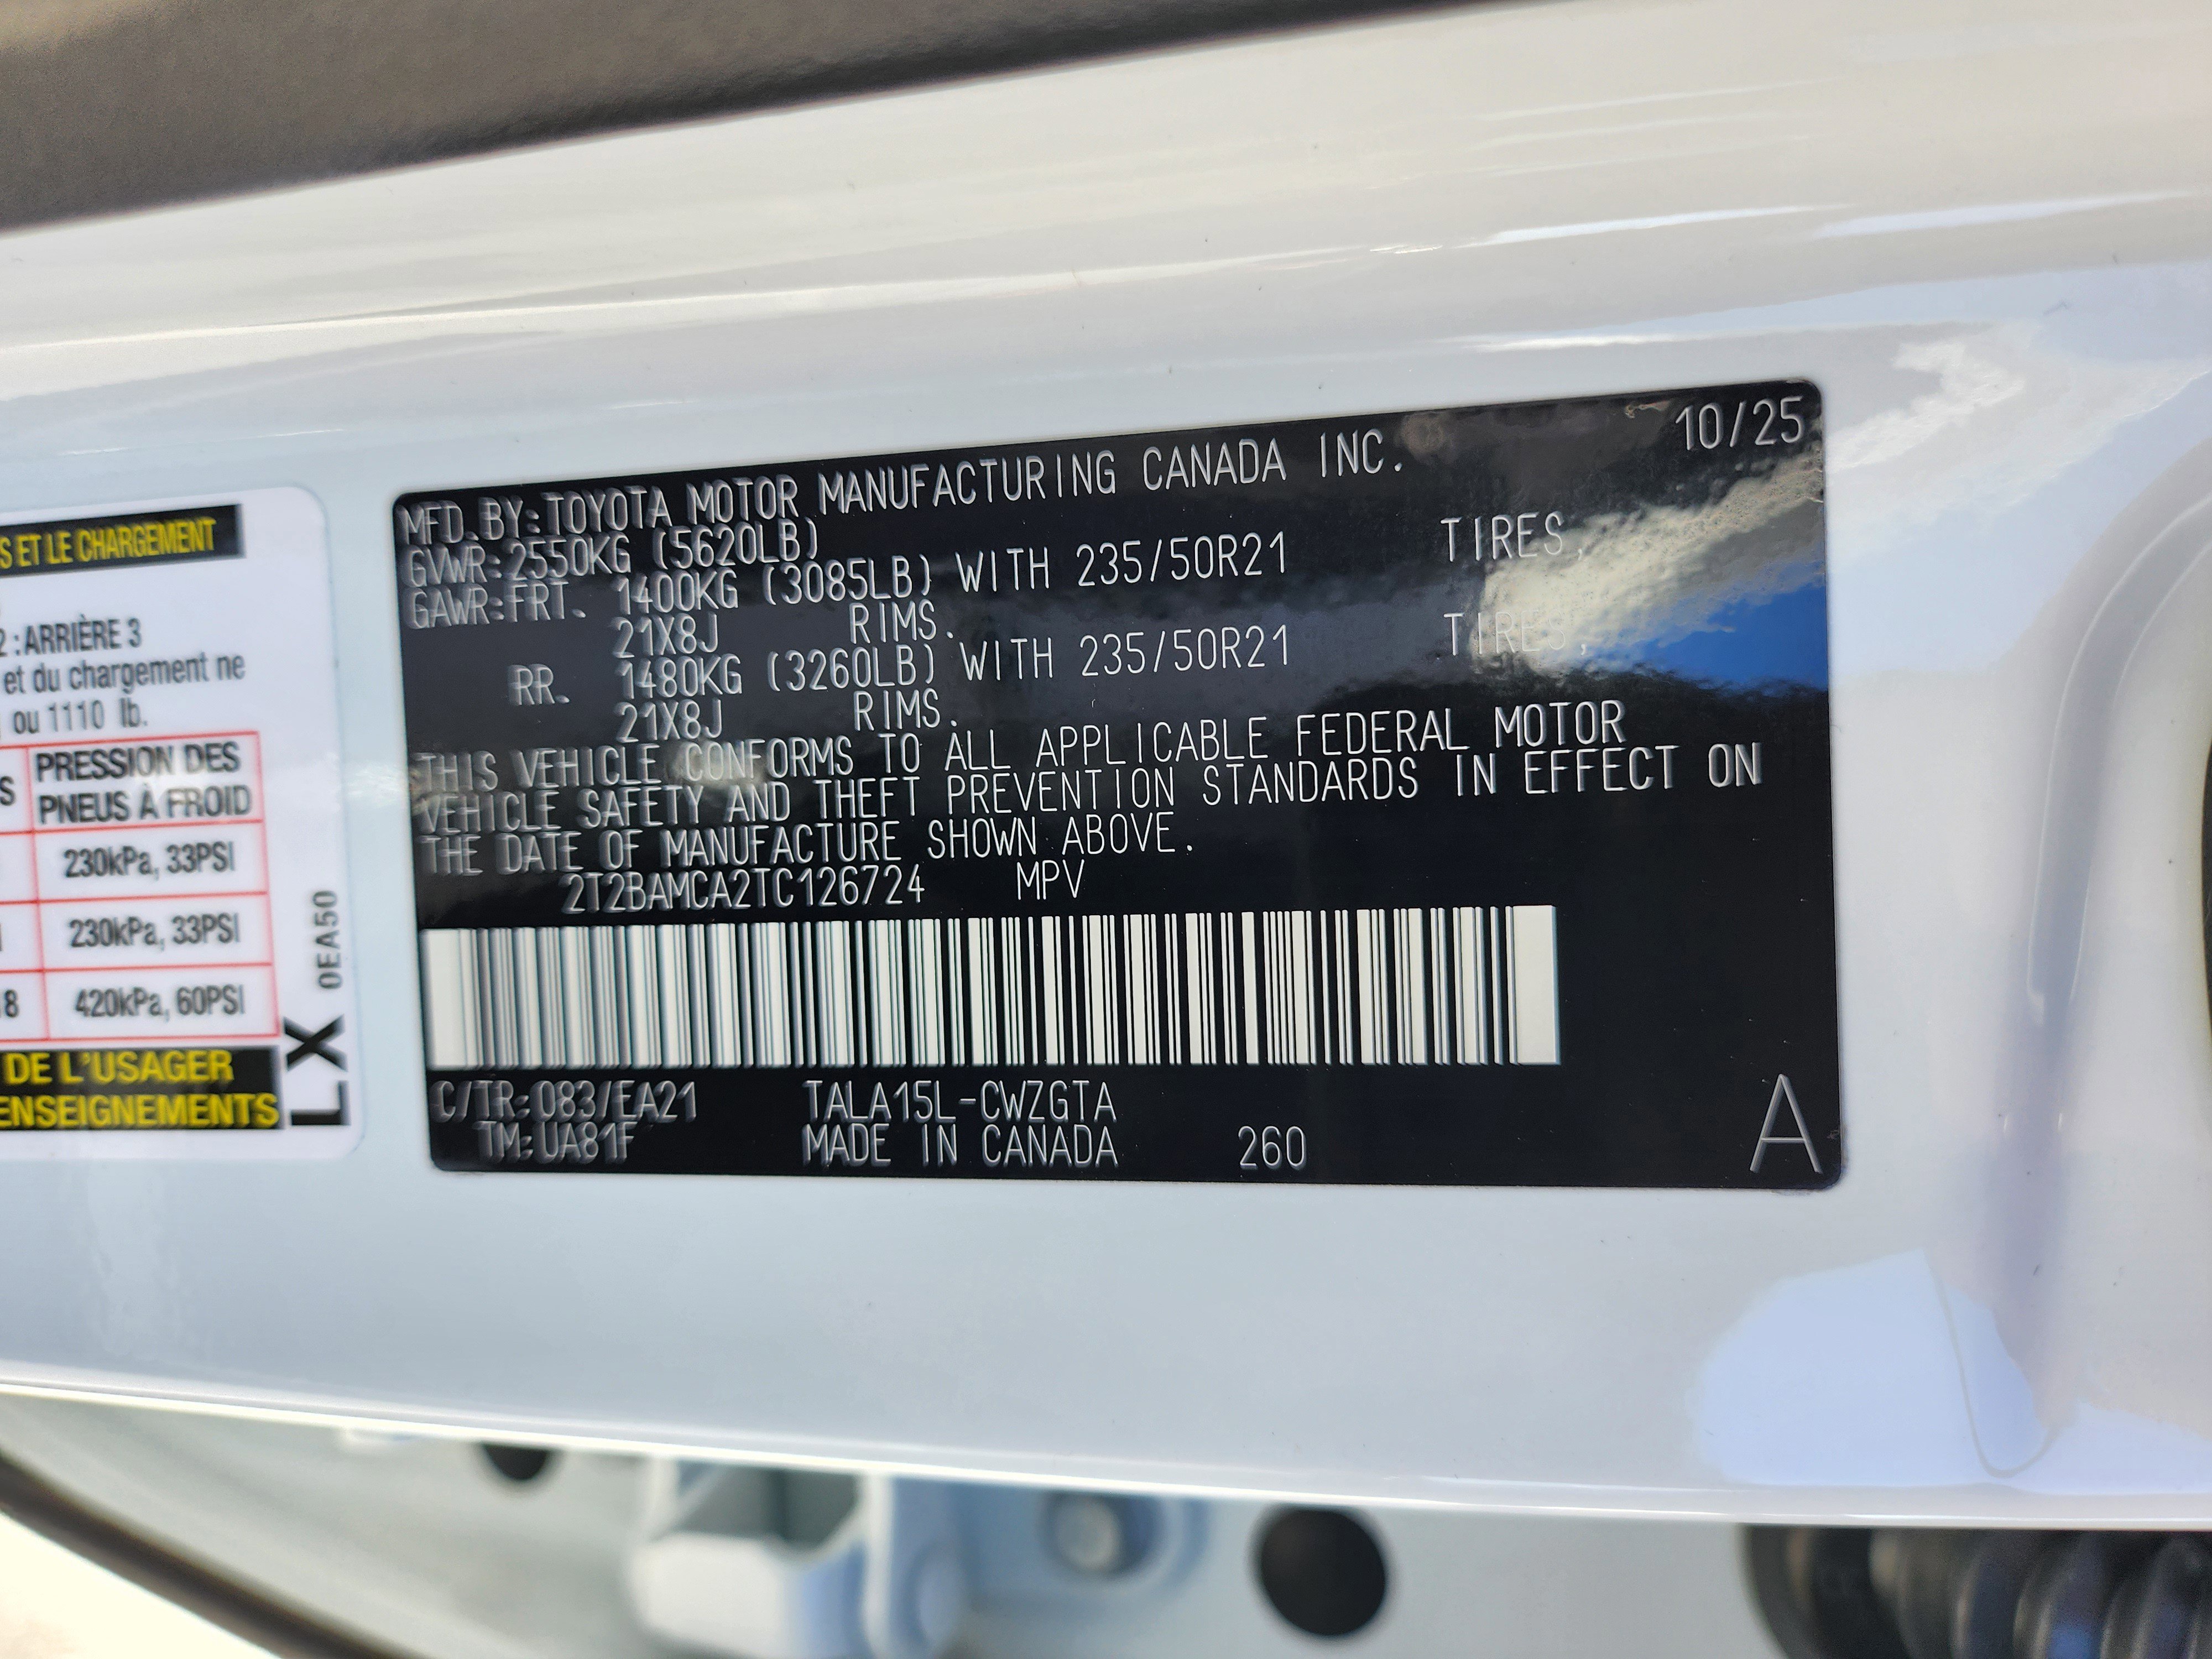 MFD.BY:TOYOTA MOTOR MANUFACTURING CANADA INC. 10/25
GVWR:2550KG (5620LB)
GAWR:FRT. 1400KG (3085LB) WITH 235/50R21 TIRES,
21X8J RIMS.
RR. 1480KG (3260LB) WITH 235/50R21 TIRES,
21X8J RIMS.
THIS VEHICLE CONFORMS TO ALL APPLICABLE FEDERAL MOTOR
VEHICLE SAFETY AND THEFT PREVENTION STANDARDS IN EFFECT ON
THE DATE OF MANUFACTURE SHOWN ABOVE.
2T2BAMCA2TC126724 MPV
C/TR:083/EA21 TALA15L-CWZGTA
TM:UA81F MADE IN CANADA 260 A
S ET LE CHARGEMENT
2 : ARRIÈRE 3
et du chargement ne
ou 1110 lb.
S PRESSION DES
PNEUS À FROID
230kPa, 33PSI
230kPa, 33PSI
8 420kPa, 60PSI
DE L'USAGER
ENSEIGNEMENTS
LX 0EA50